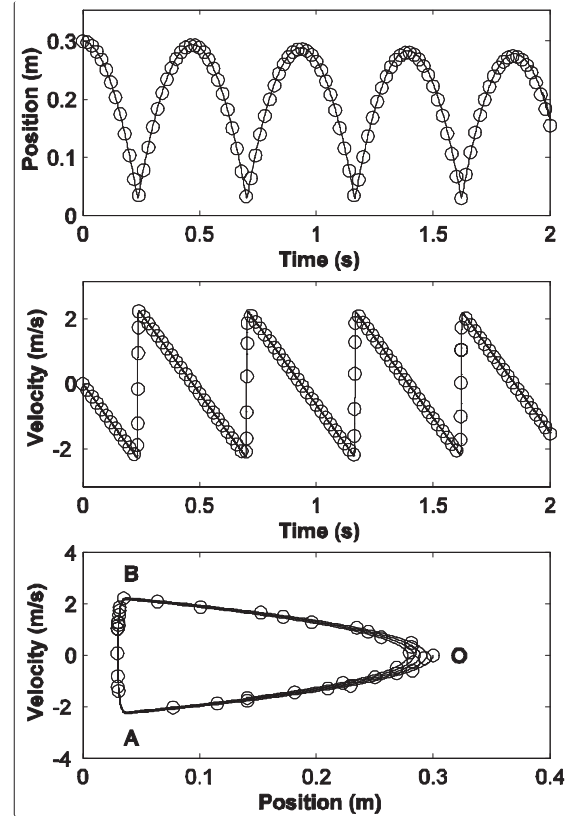 0.3
0.2
0.1
0
Position (m)
0 0.5 1 1.5 2
Time (s)
2
0
-2
Velocity (m/s)
0 0.5 1 1.5 2
Time (s)
4
2
0
-2
-4
Velocity (m/s)
B
O
A
0 0.1 0.2 0.3 0.4
Position (m)